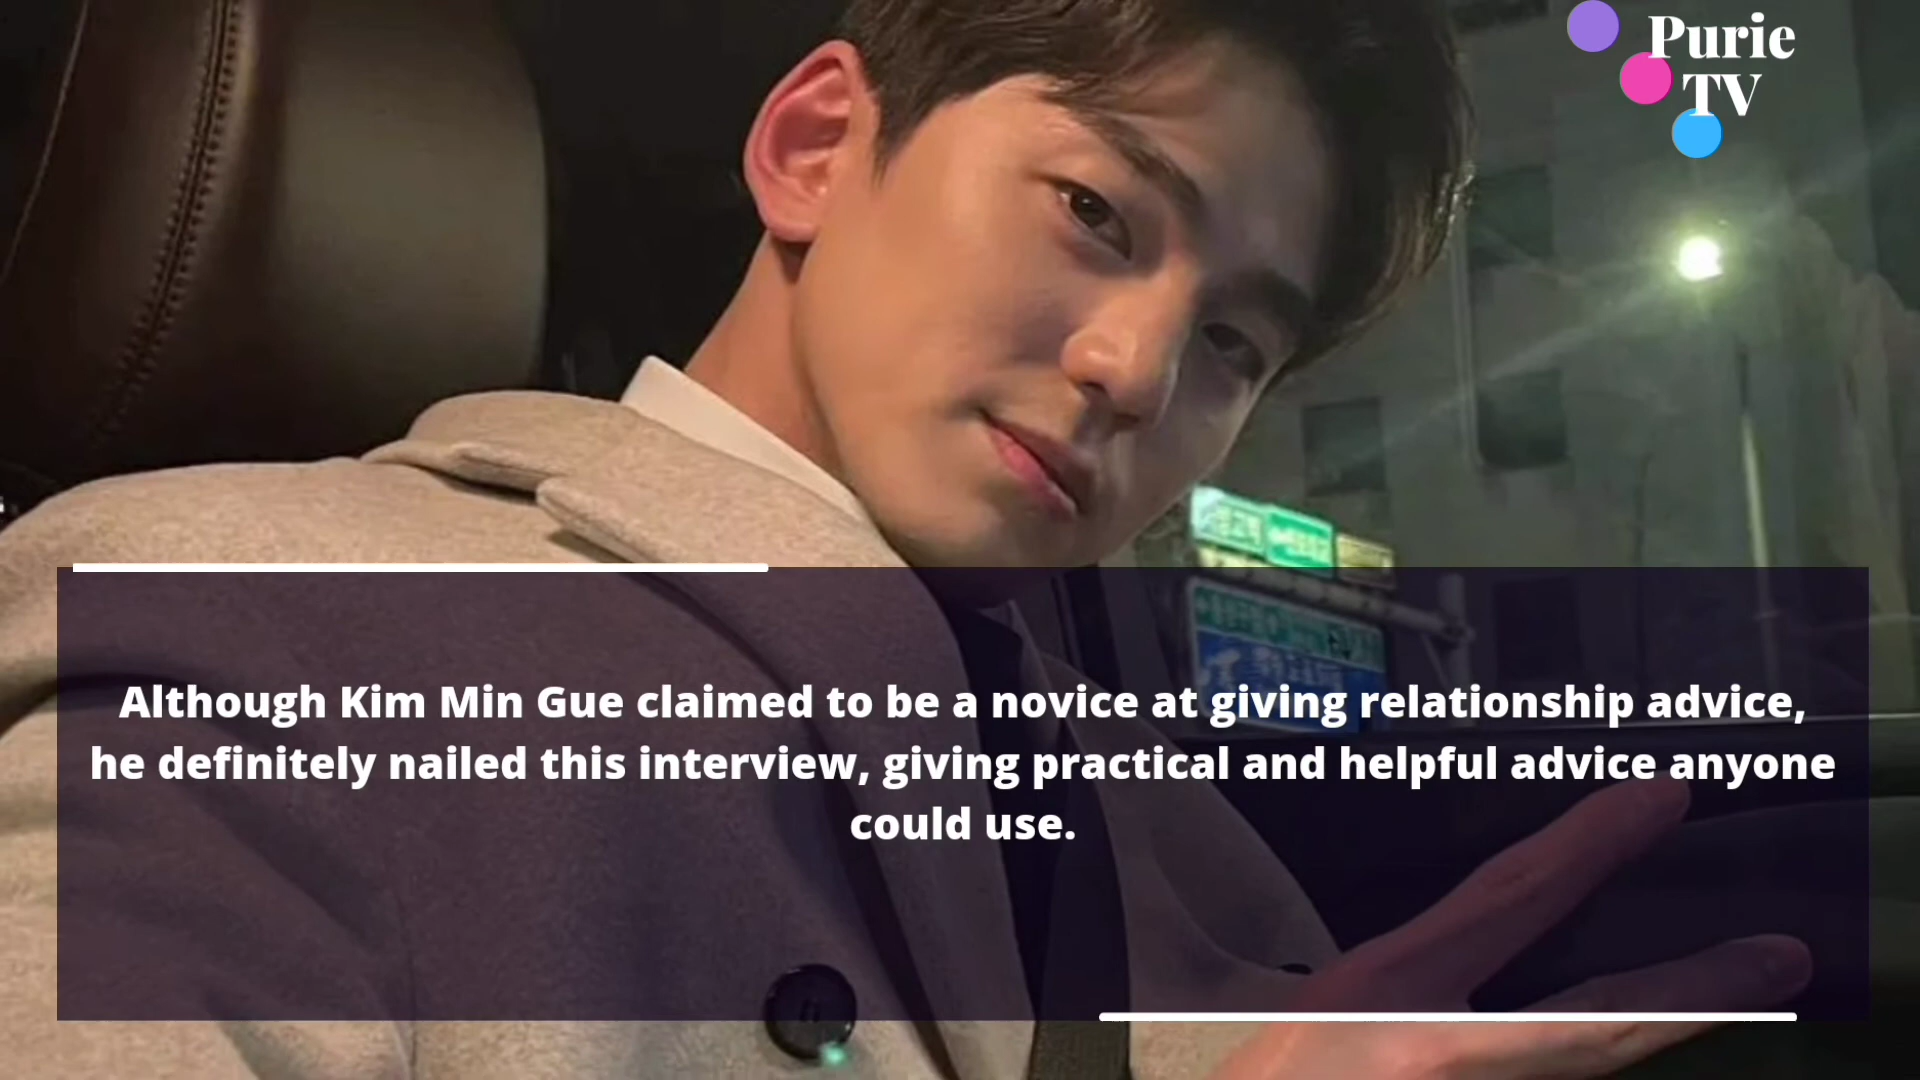 Purie
TV
Although Kim Min Gue claimed to be a novice at giving relationship advice,
he definitely nailed this interview, giving practical and helpful advice anyone
could use.